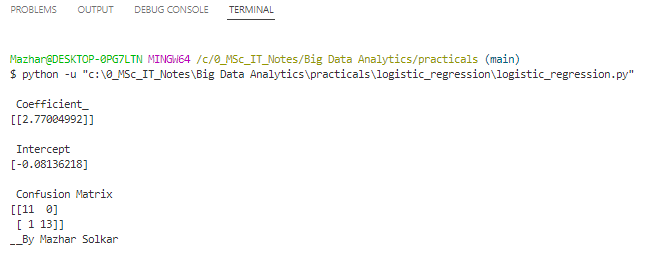 PROBLEMS OUTPUT DEBUG CONSOLE TERMINAL
Mazhar@DESKTOP-0PG7LTN MINGW64 /c/0_MSc_IT_Notes/Big Data Analytics/practicals (main)
$ python -u "c:\0_MSc_IT_Notes\Big Data Analytics\practicals\logistic_regression\logistic_regression.py"
Coefficient_
[[2.77004992]]
Intercept
[-0.08136218]
Confusion Matrix
[[11 0]
[ 1 13]]
__By Mazhar Solkar